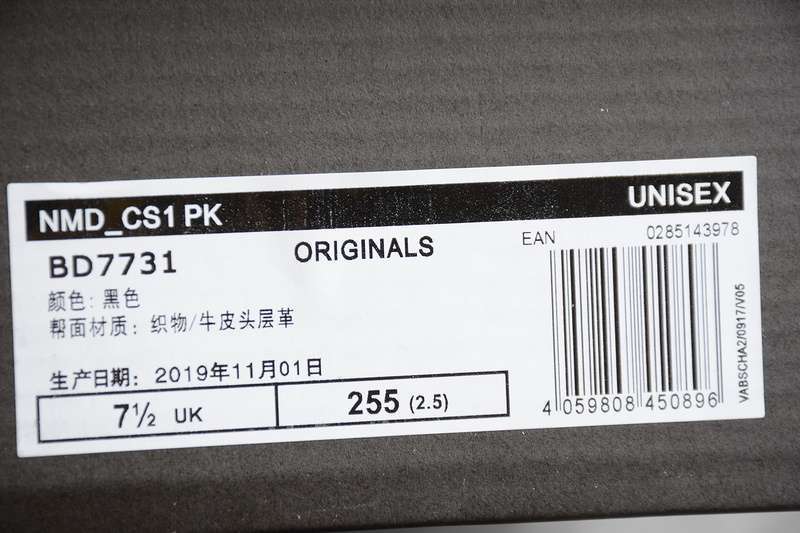 NMD_CS1 PK
UNISEX
BD7731
ORIGINALS
EAN
0285143978
颜色: 黑色
帮面材质: 织物/牛皮头层革
生产日期: 2019年11月01日
7½ UK
255 (2.5)
4 059808 450896
VABSCHA2/0917/V05